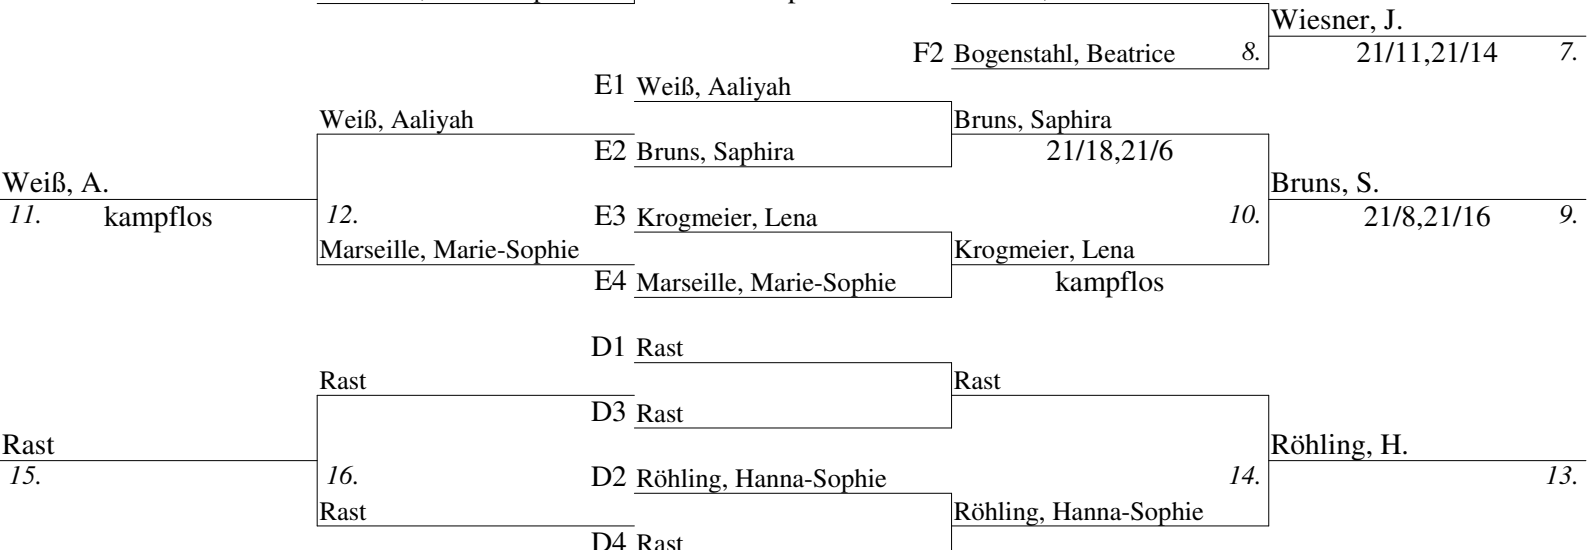 Wiesner, J.
F2 Bogenstahl, Beatrice 8. 21/11,21/14 7.
E1 Weiß, Aaliyah
Weiß, Aaliyah Bruns, Saphira
E2 Bruns, Saphira 21/18,21/6
Weiß, A. Bruns, S.
11. kampflos 12. E3 Krogmeier, Lena 10. 21/8,21/16 9.
Marseille, Marie-Sophie Krogmeier, Lena
E4 Marseille, Marie-Sophie kampflos
D1 Rast
Rast Rast
D3 Rast
Rast Röhling, H.
15. 16. D2 Röhling, Hanna-Sophie 14. 13.
Rast Röhling, Hanna-Sophie
D4 Rast